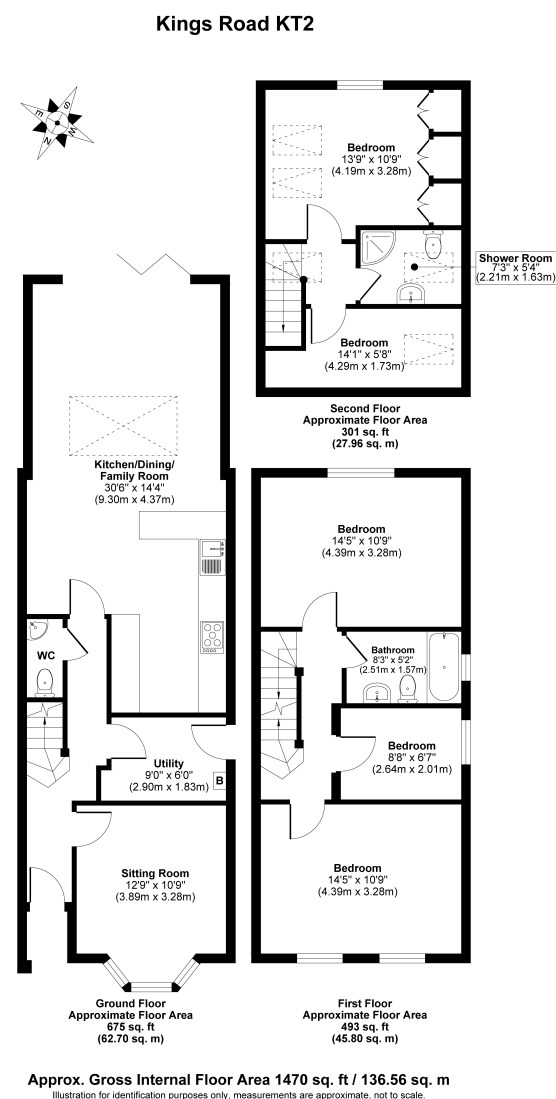 Kings Road KT2
S
E
W
N
Bedroom
13'9" x 10'9"
(4.19m x 3.28m)
Shower Room
7'3" x 5'4"
(2.21m x 1.63m)
Bedroom
14'1" x 5'8"
(4.29m x 1.73m)
Second Floor
Approximate Floor Area
301 sq. ft
(27.96 sq. m)
Kitchen/Dining/
Family Room
30'6" x 14'4"
(9.30m x 4.37m)
WC
Utility
9'0" x 6'0"
(2.90m x 1.83m)
B
Sitting Room
12'9" x 10'9"
(3.89m x 3.28m)
Ground Floor
Approximate Floor Area
675 sq. ft
(62.70 sq. m)
Bedroom
14'5" x 10'9"
(4.39m x 3.28m)
Bathroom
8'3" x 5'2"
(2.51m x 1.57m)
Bedroom
8'8" x 6'7"
(2.64m x 2.01m)
Bedroom
14'5" x 10'9"
(4.39m x 3.28m)
First Floor
Approximate Floor Area
493 sq. ft
(45.80 sq. m)
Approx. Gross Internal Floor Area 1470 sq. ft / 136.56 sq. m
Illustration for identification purposes only, measurements are approximate, not to scale.